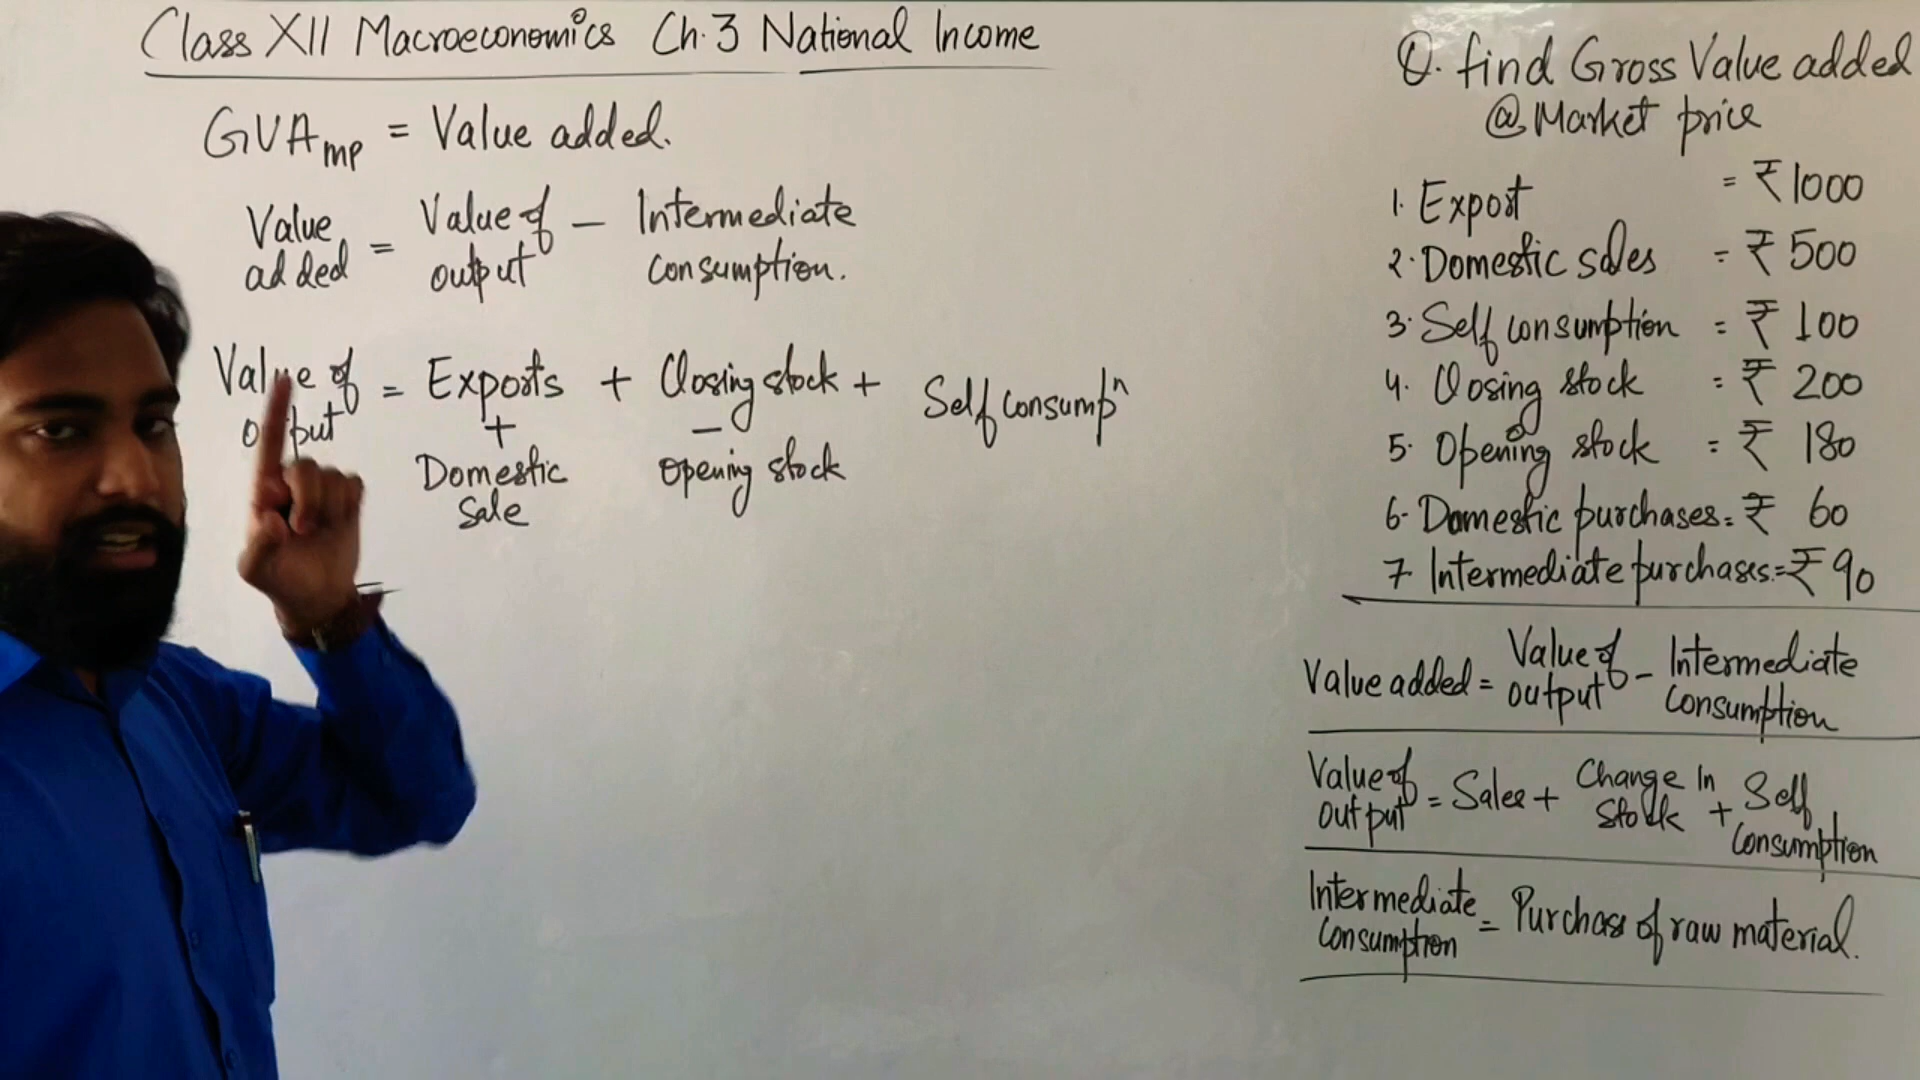 Class XII Macroeconomics Ch.3 National Income
GVA mp = Value added.
Value added = Value of output - Intermediate consumption.
Value of output = Exports + Domestic Sale + Closing stock - opening stock + Self consumpⁿ
Q. find Gross Value added
@ Market price
1. Export = ₹1000
2. Domestic sales = ₹ 500
3. Self consumption = ₹ 100
4. Closing stock = ₹ 200
5. Opening stock = ₹ 180
6- Domestic purchases = ₹ 60
7 Intermediate purchases = ₹ 90
Value added = Value of output - Intermediate consumption
Value of output = Sales + Change in stock + Self consumption
Intermediate consumption = Purchase of raw material.